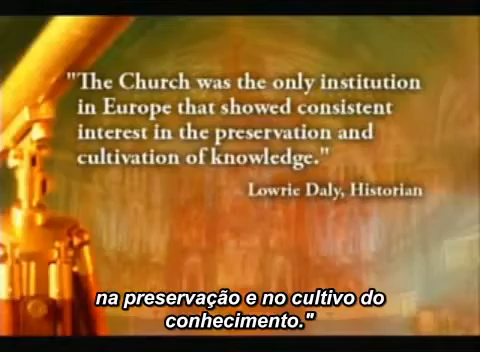 "The Church was the only institution
in Europe that showed consistent
interest in the preservation and
cultivation of knowledge."
Lowrie Daly, Historian
na preservação e no cultivo do
conhecimento."